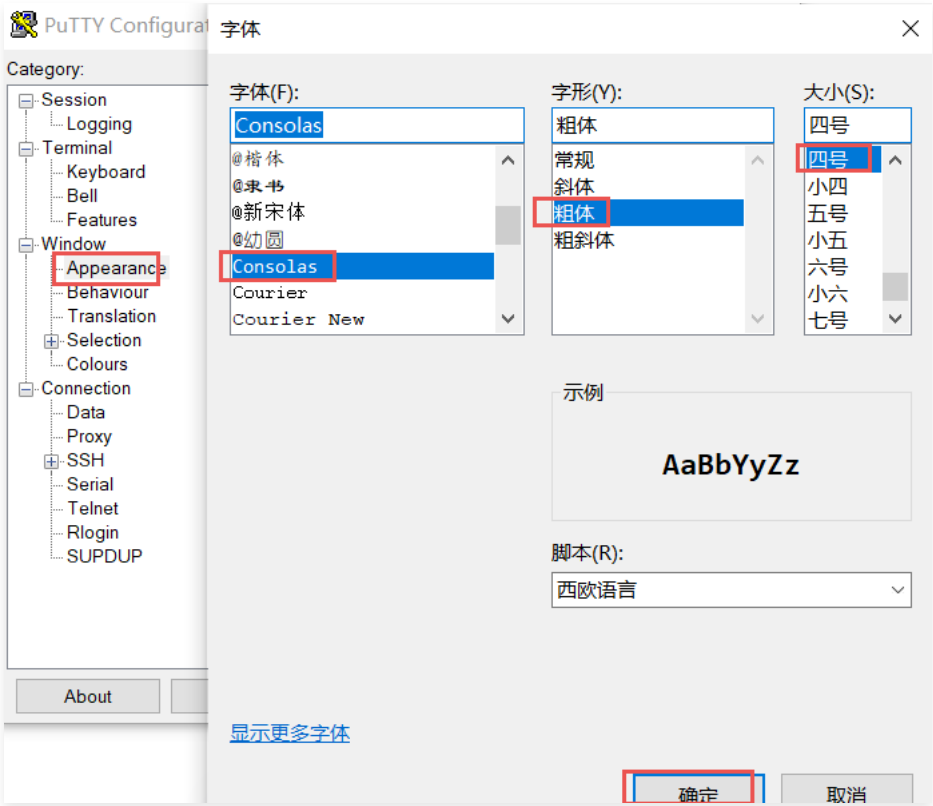 PuTTY Configurat
Category:
Session
Logging
Terminal
Keyboard
Bell
Features
Window
Appearance
Behaviour
Translation
Selection
Colours
Connection
Data
Proxy
SSH
Serial
Telnet
Rlogin
SUPDUP
About
字体
字体(F):
Consolas
@楷体
@隶书
@新宋体
@幼圆
Consolas
Courier
Courier New
字形(Y):
粗体
常规
斜体
粗体
粗斜体
大小(S):
四号
四号
小四
五号
小五
六号
小六
七号
示例
AaBbYyZz
脚本(R):
西欧语言
显示更多字体
确定
取消